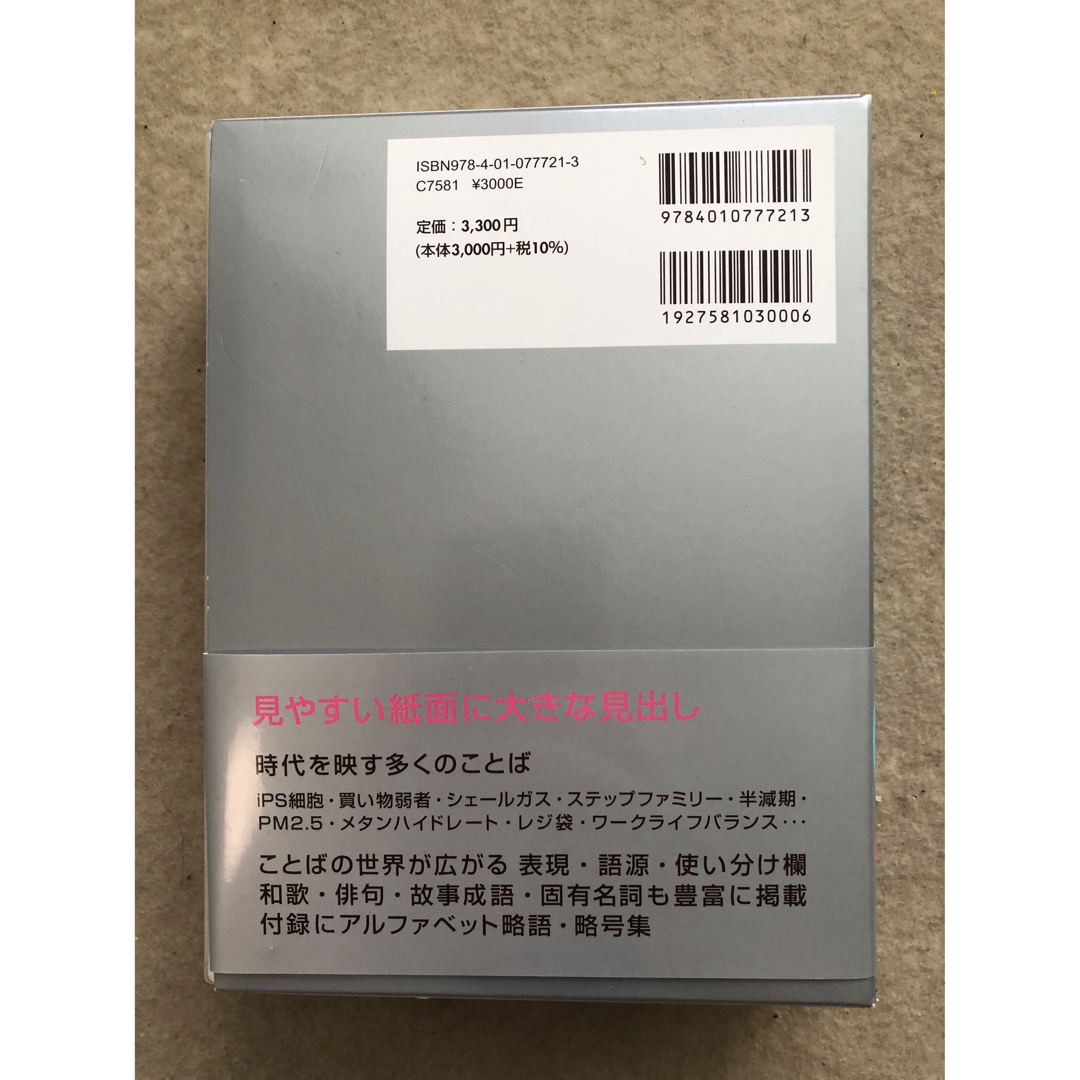 ISBN978-4-01-077721-3
C7581 ¥3000E
定価：3,300円
(本体3,000円+税10%)
9784010777213
1927581030006
見やすい紙面に大きな見出し
時代を映す多くのことば
iPS細胞・買い物弱者・シェールガス・ステップファミリー・半減期・
PM2.5・メタンハイドレート・レジ袋・ワークライフバランス･･･
ことばの世界が広がる 表現・語源・使い分け欄
和歌・俳句・故事成語・固有名詞も豊富に掲載
付録にアルファベット略語・略号集